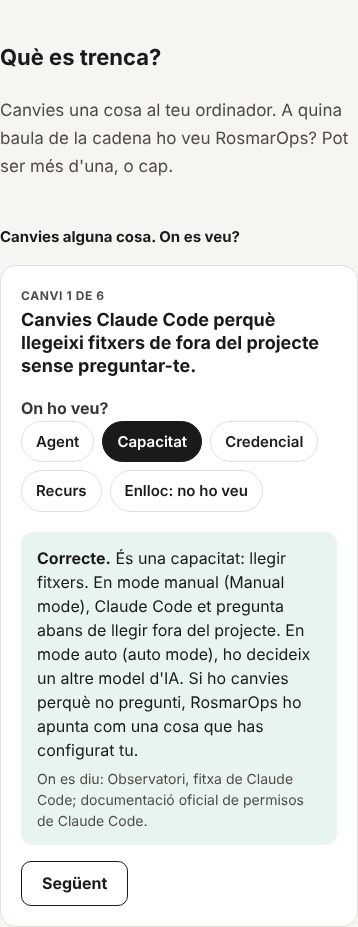 Què es trenca?
Canvies una cosa al teu ordinador. A quina
baula de la cadena ho veu RosmarOps? Pot
ser més d'una, o cap.
Canvies alguna cosa. On es veu?
CANVI 1 DE 6
Canvies Claude Code perquè
llegeixi fitxers de fora del projecte
sense preguntar-te.
On ho veu?
Agent
Capacitat
Credencial
Recurs
Enlloc: no ho veu
Correcte. És una capacitat: llegir
fitxers. En mode manual (Manual
mode), Claude Code et pregunta
abans de llegir fora del projecte. En
mode auto (auto mode), ho decideix
un altre model d'IA. Si ho canvies
perquè no pregunti, RosmarOps ho
apunta com una cosa que has
configurat tu.
On es diu: Observatori, fitxa de Claude
Code; documentació oficial de permisos
de Claude Code.
Següent